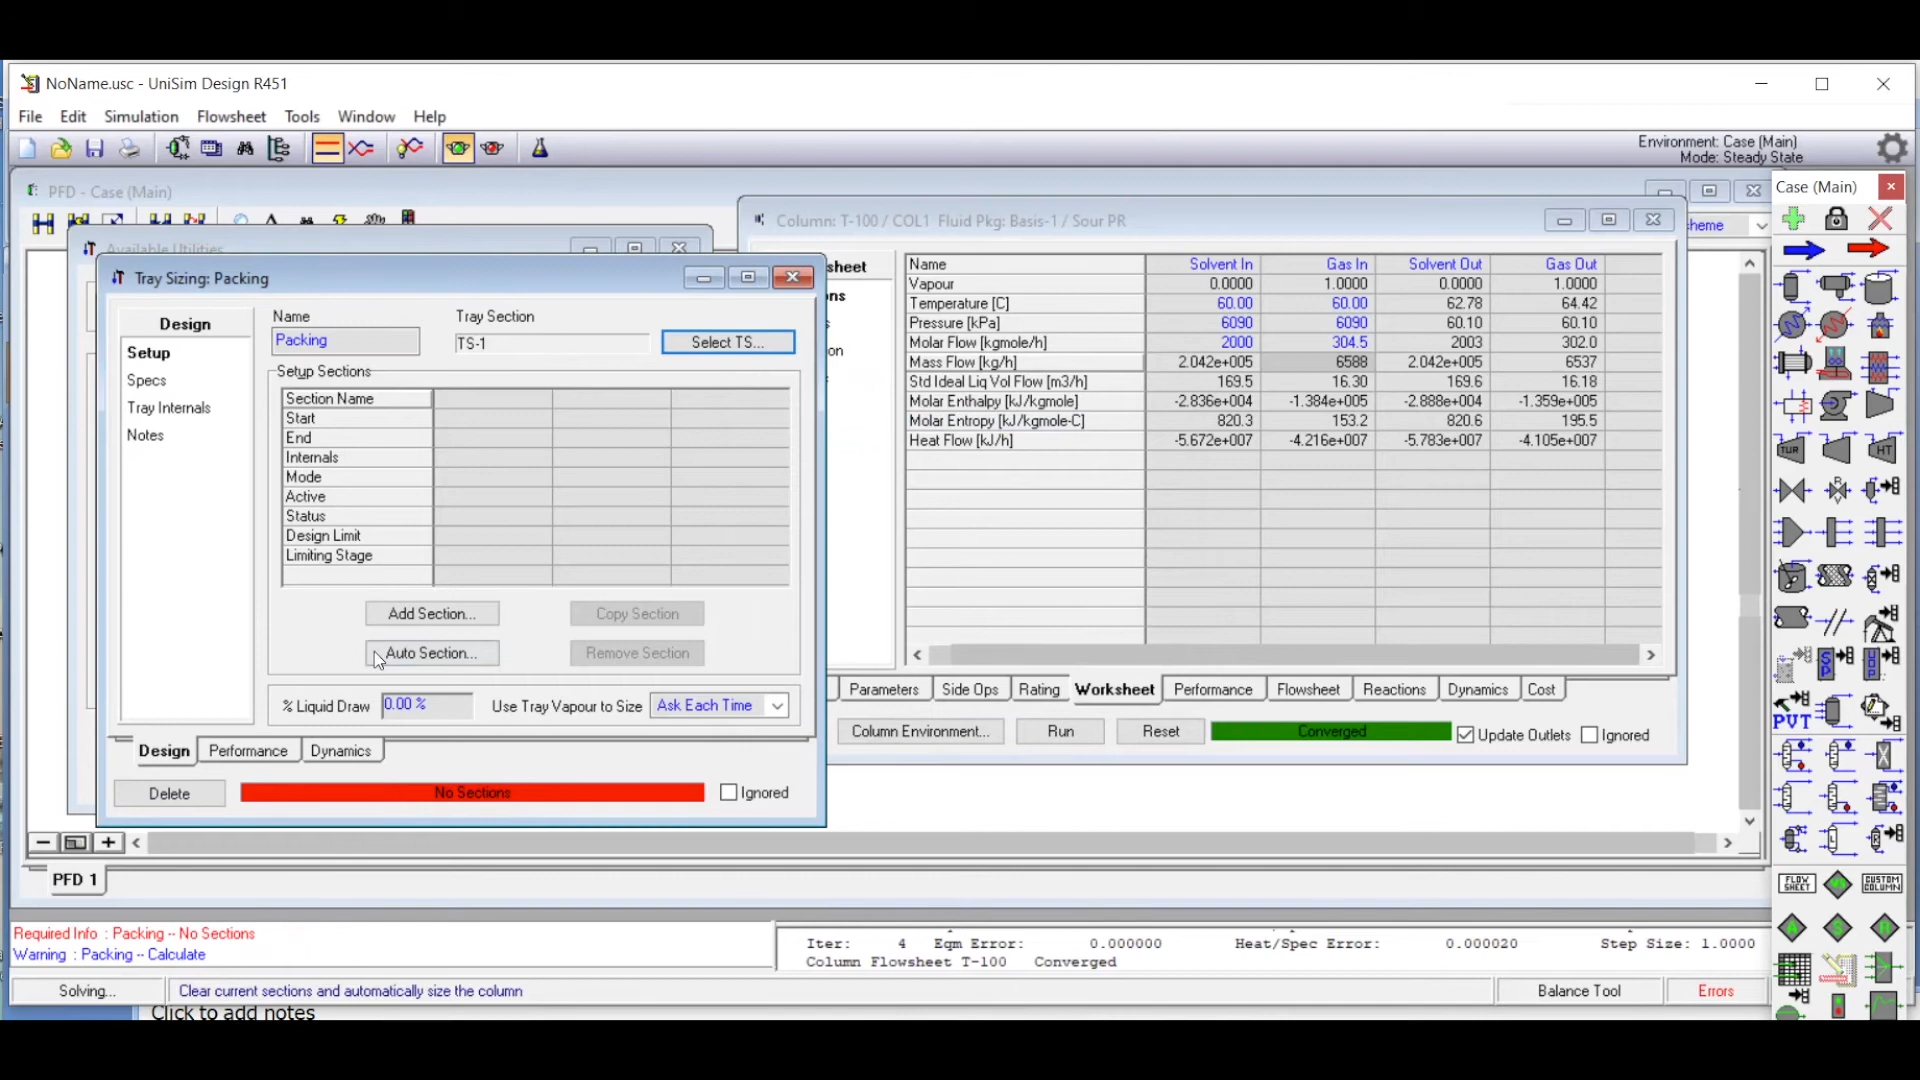 NoName.usc - UniSim Design R451
File Edit Simulation Flowsheet Tools Window Help
Environment: Case (Main)
Mode: Steady State
PFD - Case (Main)
Case (Main)
Available Utilities
Column: T-100 / COL1 Fluid Pkg: Basis-1 / Sour PR
heme
Tray Sizing: Packing
Design
Setup
Specs
Tray Internals
Notes
Name
Packing
Tray Section
TS-1
Select TS...
Setup Sections
Section Name
Start
End
Internals
Mode
Active
Status
Design Limit
Limiting Stage
Add Section...
Copy Section
Auto Section...
Remove Section
% Liquid Draw 0.00 % Use Tray Vapour to Size Ask Each Time
Design Performance Dynamics
Delete No Sections Ignored
heet
ns
on
Name Solvent In Gas In Solvent Out Gas Out
Vapour 0.0000 1.0000 0.0000 1.0000
Temperature [C] 60.00 60.00 62.78 64.42
Pressure [kPa] 6090 6090 60.10 60.10
Molar Flow [kgmole/h] 2000 304.5 2003 302.0
Mass Flow [kg/h] 2.042e+005 6588 2.042e+005 6537
Std Ideal Liq Vol Flow [m3/h] 169.5 16.30 169.6 16.18
Molar Enthalpy [kJ/kgmole] -2.836e+004 -1.384e+005 -2.888e+004 -1.359e+005
Molar Entropy [kJ/kgmole-C] 820.3 153.2 820.6 195.5
Heat Flow [kJ/h] -5.672e+007 -4.216e+007 -5.783e+007 -4.105e+007
Parameters Side Ops Rating Worksheet Performance Flowsheet Reactions Dynamics Cost
Column Environment... Run Reset Converged Update Outlets Ignored
TUR
HT
PVT
FLOW SHEET
CUSTOM COLUMN
PFD 1
Required Info : Packing -- No Sections
Warning : Packing -- Calculate
Iter: 4 Eqm Error: 0.000000 Heat/Spec Error: 0.000020 Step Size: 1.0000
Column Flowsheet T-100 Converged
Solving... Clear current sections and automatically size the column Balance Tool Errors
Click to add notes